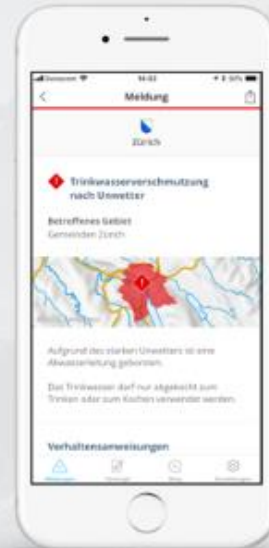 Meldung
Zürich
Trinkwasserverschmutzung
nach Unwetter
Betroffenes Gebiet
Gemeinden Zürich
Aufgrund des starken Unwetters ist eine
Abwasserleitung geborsten.
Das Trinkwasser darf nur abgekocht zum
Trinken oder zum Kochen verwendet werden.
Verhaltensanweisungen